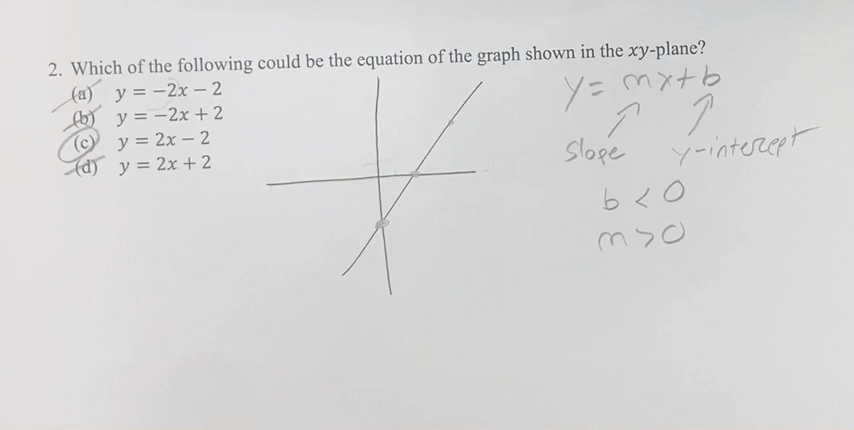 2. Which of the following could be the equation of the graph shown in the xy-plane?
(a) y = −2x − 2
(b) y = −2x + 2
(c) y = 2x − 2
(d) y = 2x + 2
y = mx+b
slope y-intercept
b < 0
m > 0